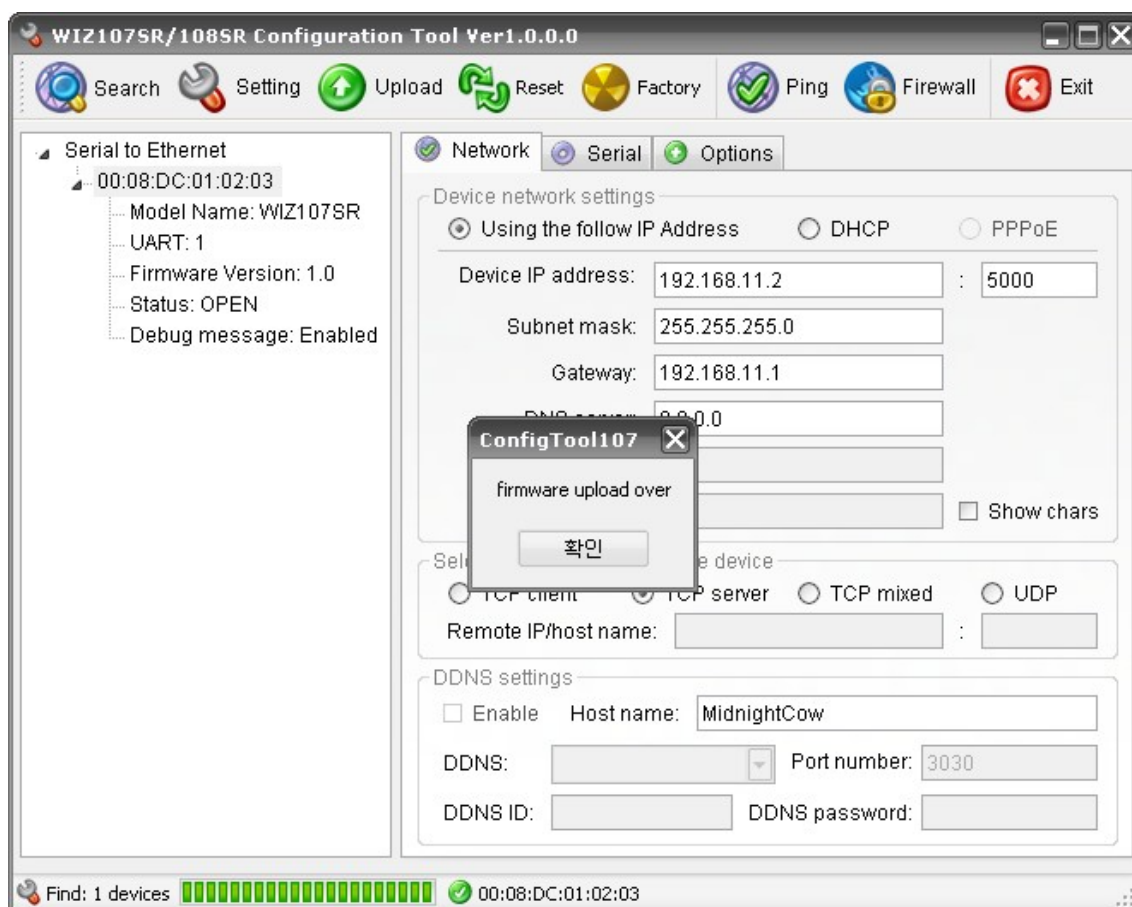 WIZ107SR/108SR Configuration Tool Ver1.0.0.0
Search Setting Upload Reset Factory Ping Firewall Exit
Serial to Ethernet
00:08:DC:01:02:03
Model Name: WIZ107SR
UART: 1
Firmware Version: 1.0
Status: OPEN
Debug message: Enabled
Network Serial Options
Device network settings
Using the follow IP Address DHCP PPPoE
Device IP address: 192.168.11.2 : 5000
Subnet mask: 255.255.255.0
Gateway: 192.168.11.1
ConfigTool107
firmware upload over
확인
Show chars
device
TCP server TCP mixed UDP
Remote IP/host name: :
DDNS settings
Enable Host name: MidnightCow
DDNS: Port number: 3030
DDNS ID: DDNS password:
Find: 1 devices 00:08:DC:01:02:03